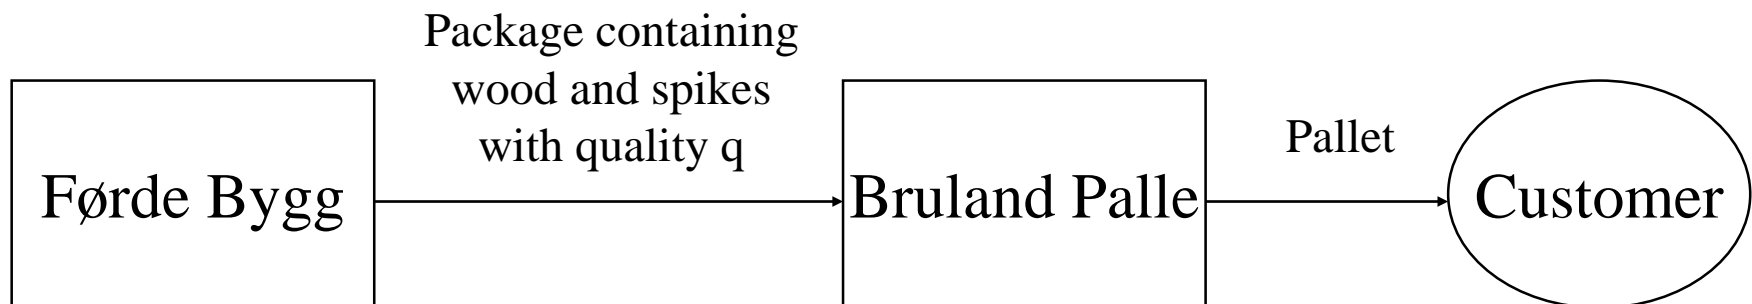 Package containing
wood and spikes
with quality q
Pallet
Førde Bygg
Bruland Palle
Customer